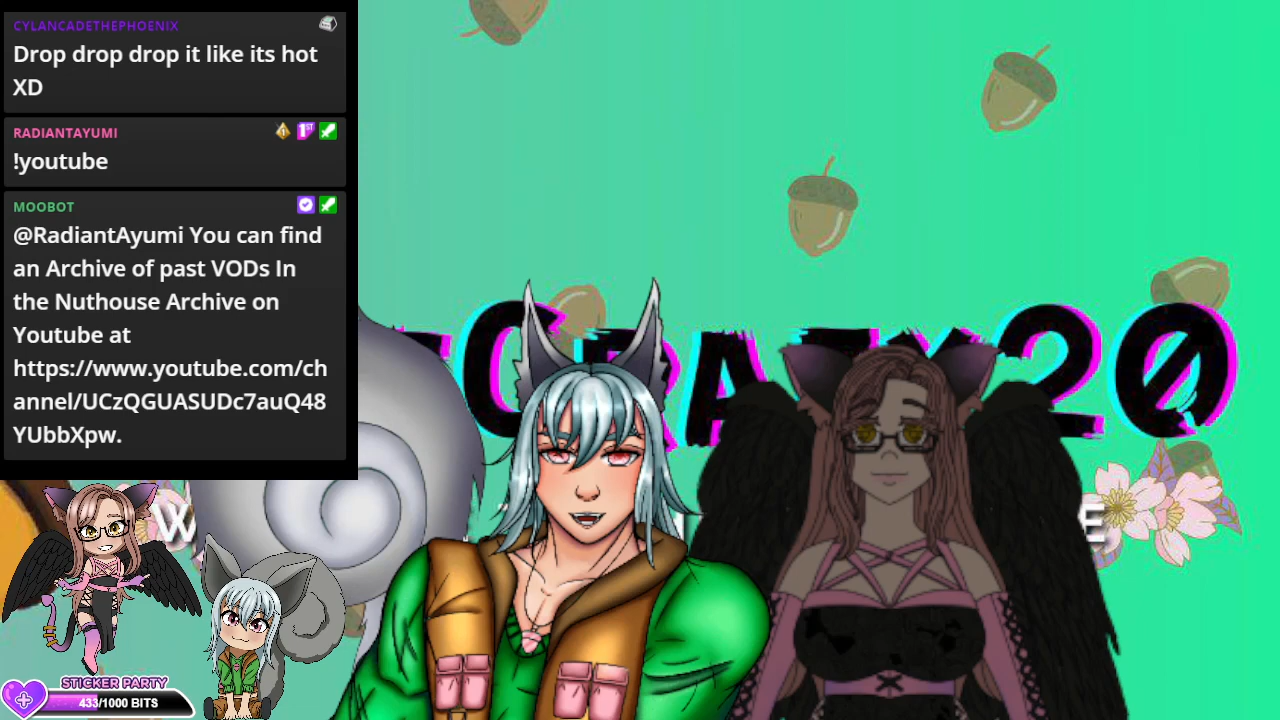 CYLANCADETHEPHOENIX
Drop drop drop it like its hot
XD
RADIANTAYUMI
!youtube
MOOBOT
@RadiantAyumi You can find
an Archive of past VODs In
the Nuthouse Archive on
Youtube at
https://www.youtube.com/ch
annel/UCzQGUASUDc7auQ48
YUbbXpw.
CRAZY20
STICKER PARTY
433/1000 BITS